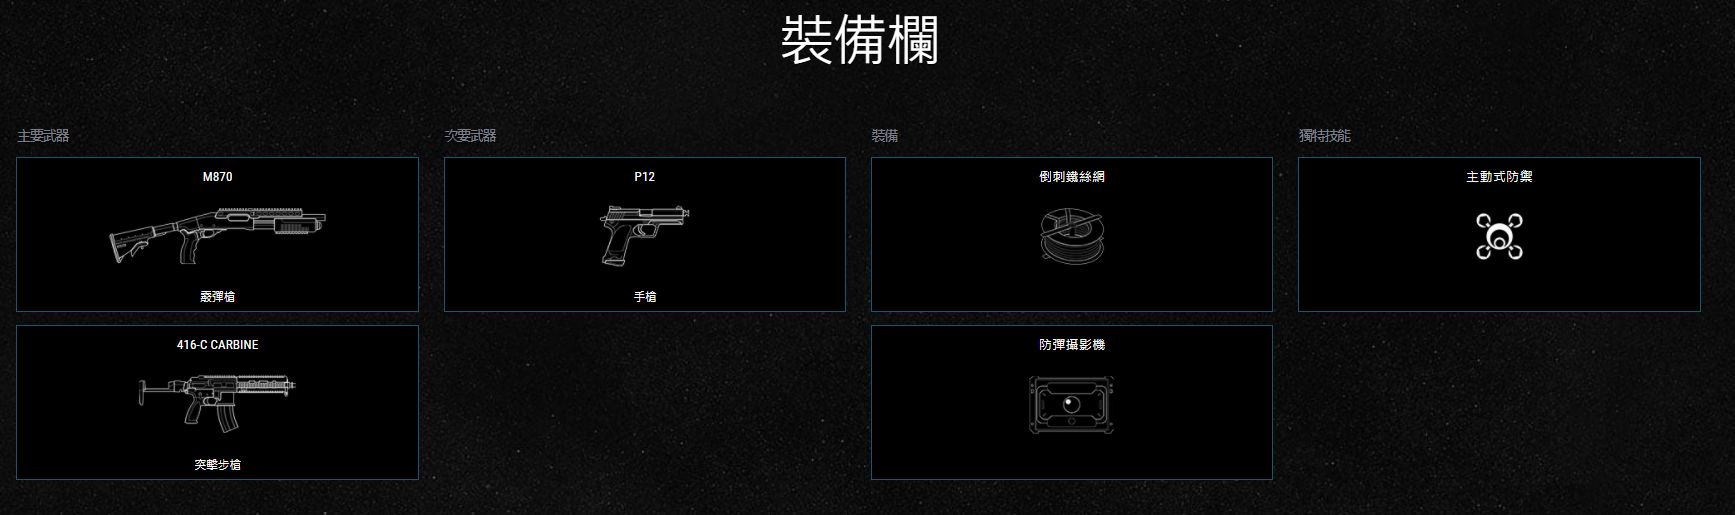 裝備欄
主要武器
M870
霰彈槍
416-C CARBINE
突擊步槍
次要武器
P12
手槍
裝備
倒刺鐵絲網
防彈攝影機
獨特技能
主動式防禦